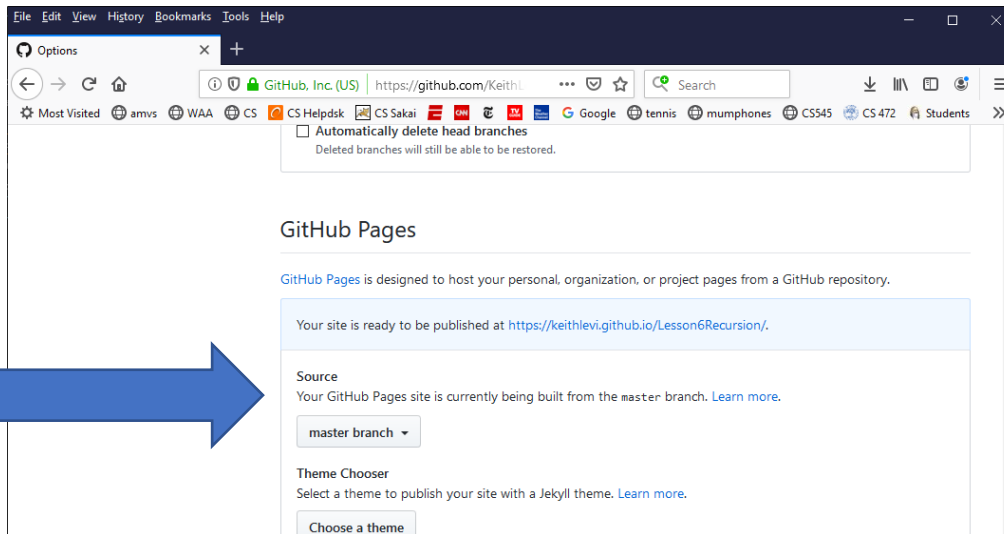 File Edit View History Bookmarks Tools Help
Options
GitHub, Inc. (US) https://github.com/KeithL
Search
Most Visited amvs WAA CS CS Helpdsk CS Sakai CNN TV Google tennis mumphones CS545 CS 472 Students
Automatically delete head branches
Deleted branches will still be able to be restored.
GitHub Pages
GitHub Pages is designed to host your personal, organization, or project pages from a GitHub repository.
Your site is ready to be published at https://keithlevi.github.io/Lesson6Recursion/.
Source
Your GitHub Pages site is currently being built from the master branch. Learn more.
master branch
Theme Chooser
Select a theme to publish your site with a Jekyll theme. Learn more.
Choose a theme